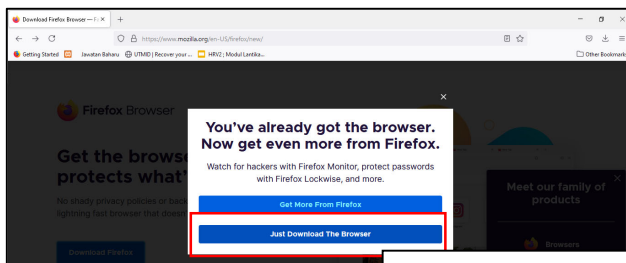 Download Firefox Browser — F
https://www.mozilla.org/en-US/firefox/new/
Getting Started
Jawatan Baharu
UTMID | Recover your ...
HRV2 ; Modul Lantika...
Other Bookmark
Firefox Browser
You've already got the browser.
Now get even more from Firefox.
Get the browse
protects what'
Watch for hackers with Firefox Monitor, protect passwords
with Firefox Lockwise, and more.
Meet our family of
products
No shady privacy policies or back
lightning fast browser that doesn
Get More From Firefox
Just Download The Browser
Download Firefox
Browsers